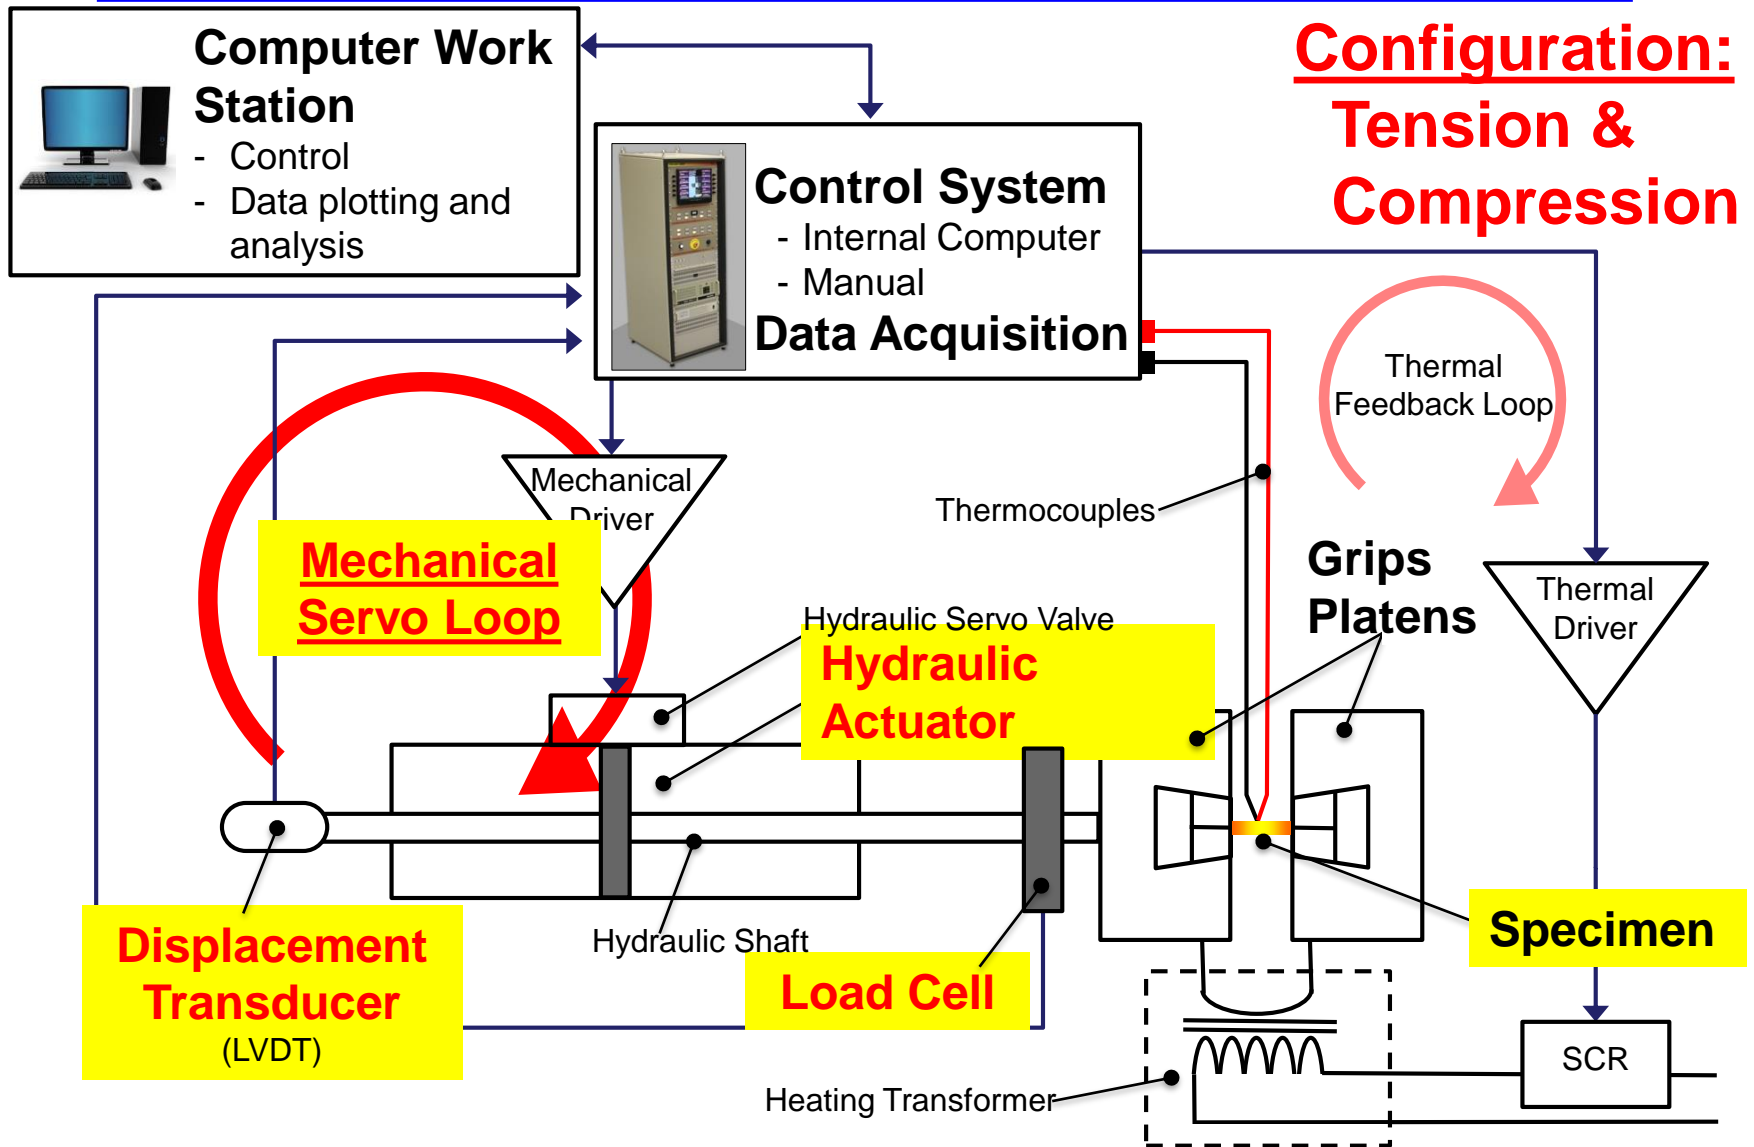 Computer Work
Station
- Control
- Data plotting and
analysis
Configuration:
Tension &
Compression
Control System
- Internal Computer
- Manual
Data Acquisition
Thermal
Feedback Loop
Mechanical
Driver
Thermocouples
Mechanical
Servo Loop
Grips
Platens
Thermal
Driver
Hydraulic Servo Valve
Hydraulic
Actuator
Displacement
Transducer
(LVDT)
Hydraulic Shaft
Load Cell
Specimen
SCR
Heating Transformer